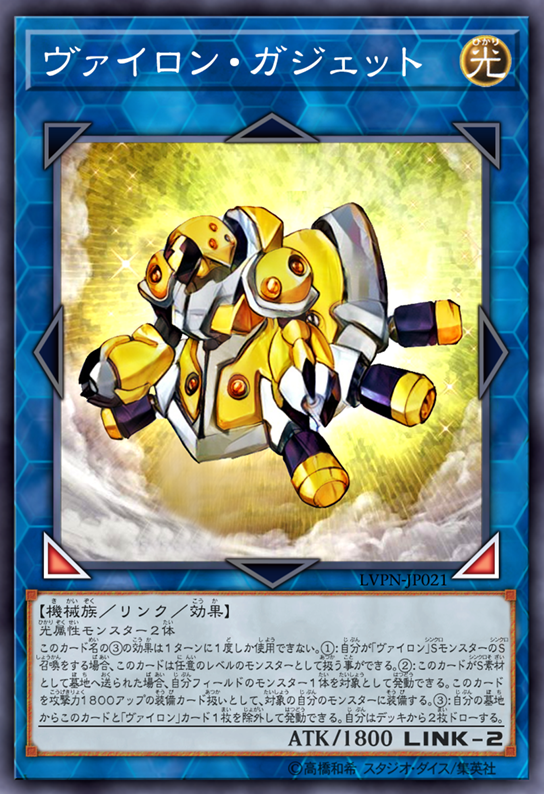 ヴァイロン・ガジェット
光
LVPN-JP021
【機械族／リンク／効果】
光属性モンスター２体
このカード名の③の効果は１ターンに１度しか使用できない。①：自分が「ヴァイロン」SモンスターのS
召喚をする場合、このカードは任意のレベルのモンスターとして扱う事ができる。②：このカードがS素材
として墓地へ送られた場合、自分フィールドのモンスター１体を対象として発動できる。このカード
を攻撃力１８００アップの装備カード扱いとして、対象の自分のモンスターに装備する。③：自分の墓地
からこのカードと「ヴァイロン」カード１枚を除外して発動できる。自分はデッキから２枚ドローする。
ATK/1800 LINK-2
©高橋和希 スタジオ・ダイス/集英社